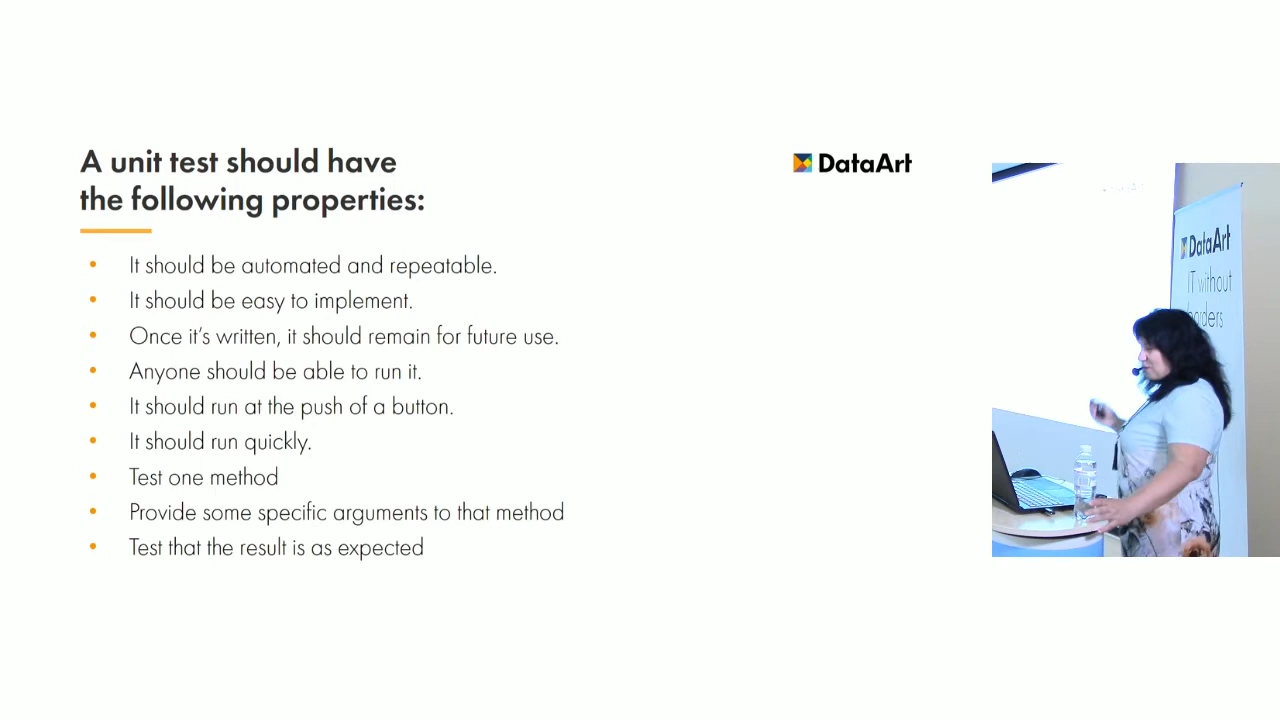 A unit test should have
the following properties:
DataArt
• It should be automated and repeatable.
• It should be easy to implement.
• Once it’s written, it should remain for future use.
• Anyone should be able to run it.
• It should run at the push of a button.
• It should run quickly.
• Test one method
• Provide some specific arguments to that method
• Test that the result is as expected
DataArt
IT without
borders